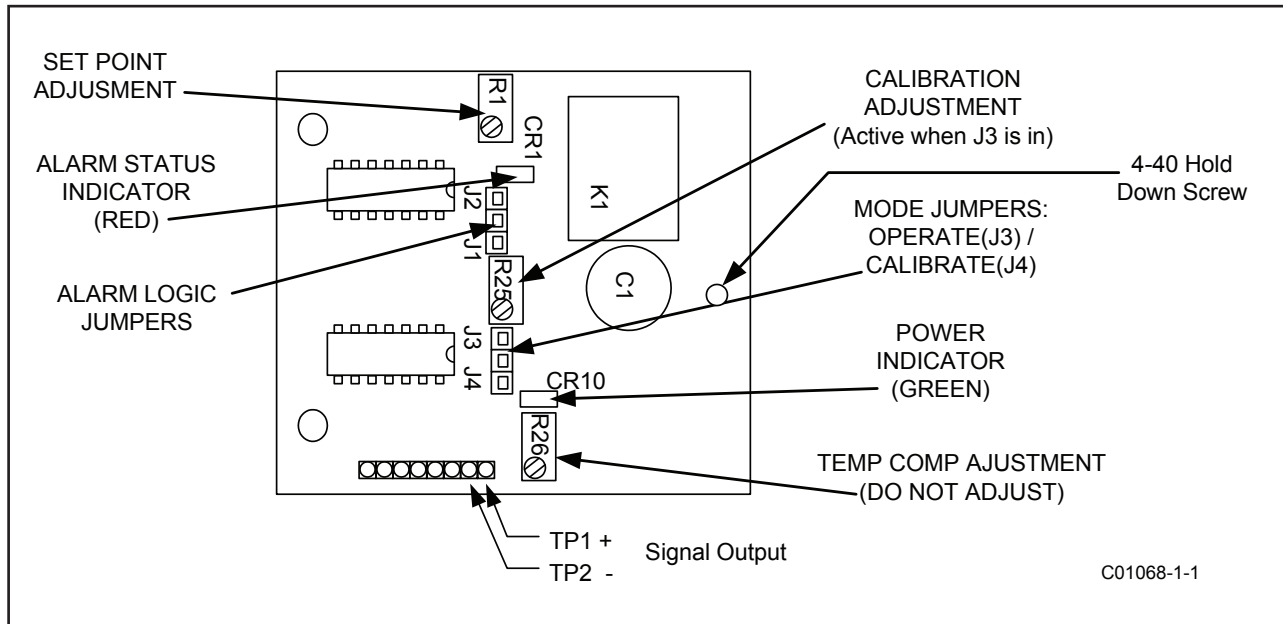 SET POINT
ADJUSMENT
ALARM STATUS
INDICATOR
(RED)
ALARM LOGIC
JUMPERS
R1
CR1
J2
J1
R25
K1
C1
J3
J4
CR10
R26
CALIBRATION
ADJUSTMENT
(Active when J3 is in)
4-40 Hold
Down Screw
MODE JUMPERS:
OPERATE(J3) /
CALIBRATE(J4)
POWER
INDICATOR
(GREEN)
TEMP COMP AJUSTMENT
(DO NOT ADJUST)
TP1 +
TP2 -
Signal Output
C01068-1-1